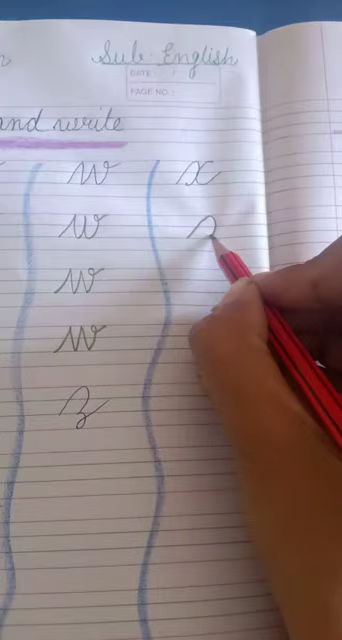 Sub - English
DATE: / /
PAGE NO.:
and write
w x
w
w
w
z